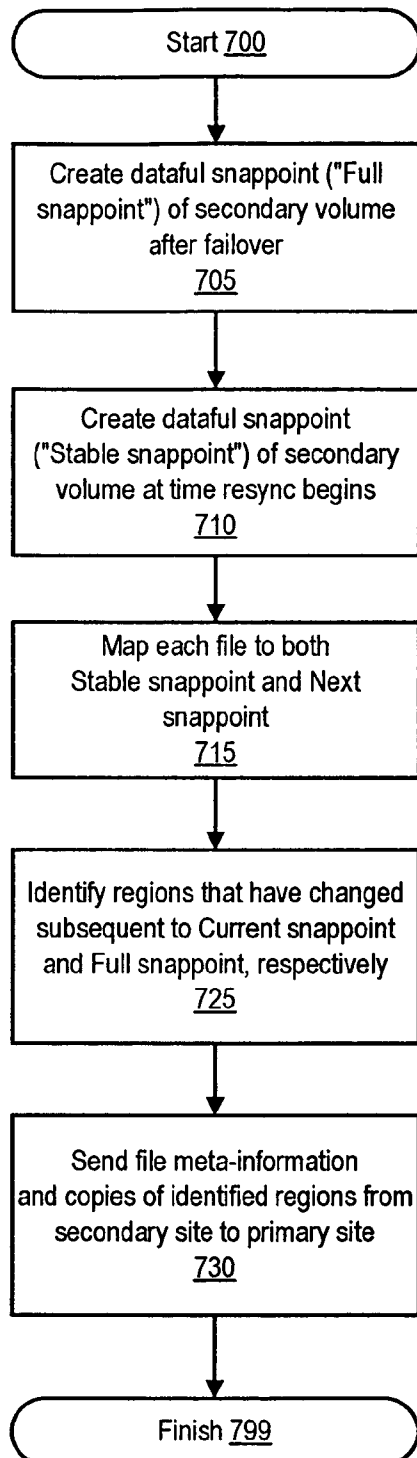 Start 700
Create dataful snappoint ("Full
snappoint") of secondary volume
after failover
705
Create dataful snappoint
("Stable snappoint") of secondary
volume at time resync begins
710
Map each file to both
Stable snappoint and Next
snappoint
715
Identify regions that have changed
subsequent to Current snappoint
and Full snappoint, respectively
725
Send file meta-information
and copies of identified regions from
secondary site to primary site
730
Finish 799